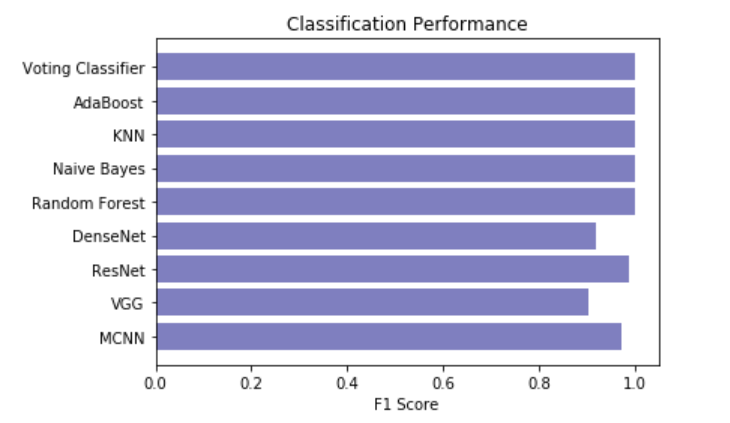 Classification Performance
Voting Classifier
AdaBoost
KNN
Naive Bayes
Random Forest
DenseNet
ResNet
VGG
MCNN
0.0 0.2 0.4 0.6 0.8 1.0
F1 Score